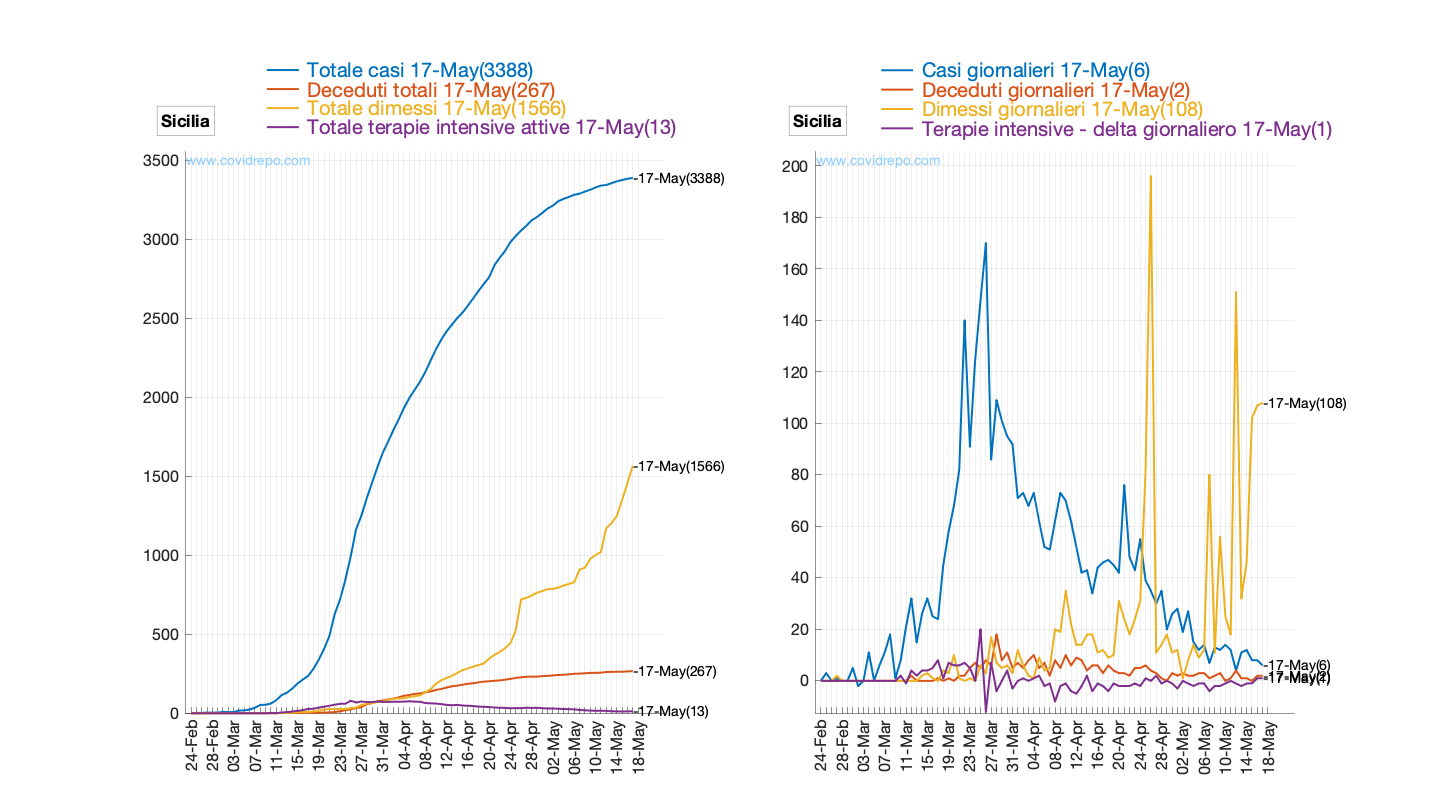 Totale casi 17-May(3388)
Deceduti totali 17-May(267)
Totale dimessi 17-May(1566)
Totale terapie intensive attive 17-May(13)
Sicilia
www.covidrepo.com
3500
3000
2500
2000
1500
1000
500
0
-17-May(3388)
-17-May(1566)
-17-May(267)
-17-May(13)
24-Feb
28-Feb
03-Mar
07-Mar
11-Mar
15-Mar
19-Mar
23-Mar
27-Mar
31-Mar
04-Apr
08-Apr
12-Apr
16-Apr
20-Apr
24-Apr
28-Apr
02-May
06-May
10-May
14-May
18-May
Casi giornalieri 17-May(6)
Deceduti giornalieri 17-May(2)
Dimessi giornalieri 17-May(108)
Terapie intensive - delta giornaliero 17-May(1)
Sicilia
www.covidrepo.com
200
180
160
140
120
100
80
60
40
20
0
-17-May(108)
-17-May(6)
-17-May(2)
-17-May(1)
24-Feb
28-Feb
03-Mar
07-Mar
11-Mar
15-Mar
19-Mar
23-Mar
27-Mar
31-Mar
04-Apr
08-Apr
12-Apr
16-Apr
20-Apr
24-Apr
28-Apr
02-May
06-May
10-May
14-May
18-May